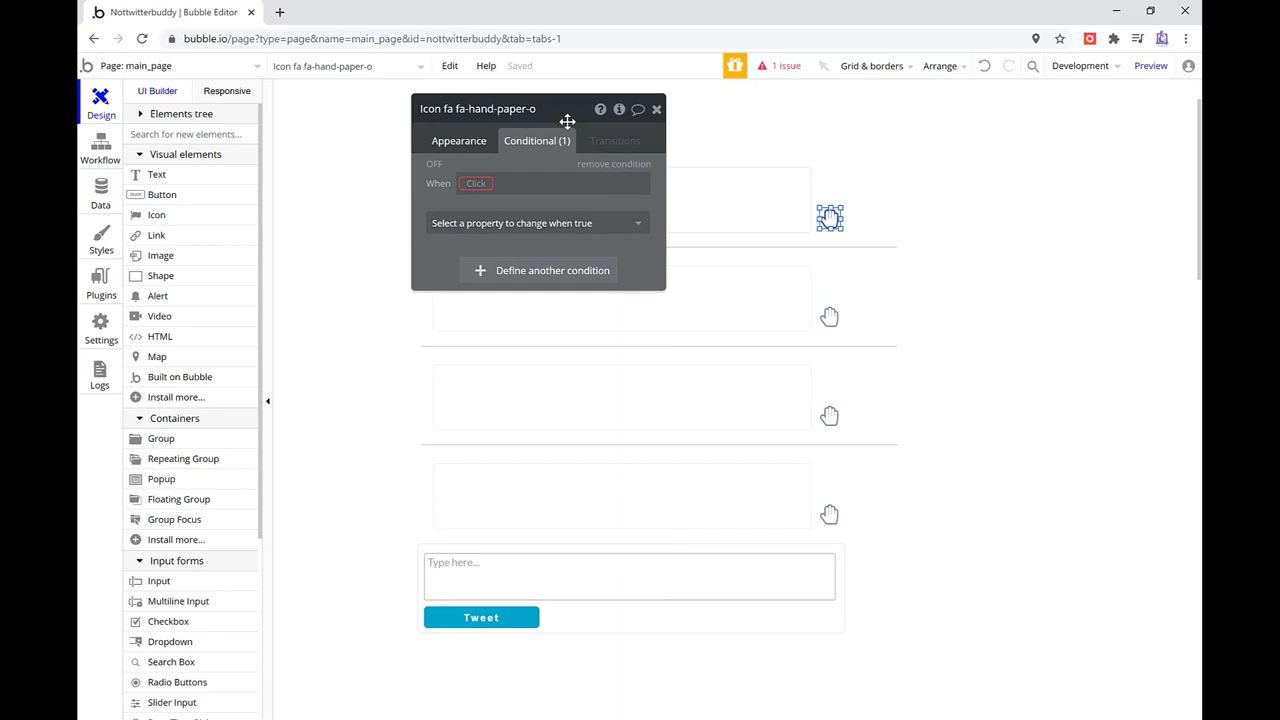 Nottwitterbuddy | Bubble Editor
bubble.io/page?type=page&name=main_page&id=nottwitterbuddy&tab=tabs-1
Page: main_page
Icon fa fa-hand-paper-o
Edit
Help
Saved
1 issue
Grid & borders
Arrange
Development
Preview
Design
Workflow
Data
Styles
Plugins
Settings
Logs
UI Builder
Responsive
Elements tree
Search for new elements...
Visual elements
Text
CLICK
Button
Icon
Link
Image
Shape
Alert
Video
</> HTML
Map
Built on Bubble
Install more...
Containers
Group
Repeating Group
Popup
Floating Group
Group Focus
Install more...
Input forms
Input
Multiline Input
Checkbox
Dropdown
Search Box
Radio Buttons
Slider Input
Icon fa fa-hand-paper-o
Appearance
Conditional (1)
Transitions
OFF
remove condition
When
Click
Select a property to change when true
Define another condition
Type here...
Tweet